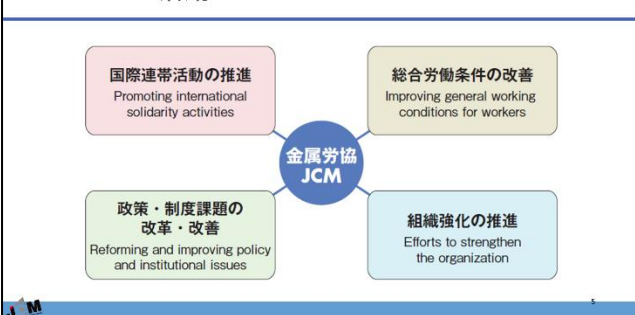 国際連帯活動の推進
Promoting international
solidarity activities
総合労働条件の改善
Improving general working
conditions for workers
金属労協
JCM
政策・制度課題の
改革・改善
Reforming and improving policy
and institutional issues
組織強化の推進
Efforts to strengthen
the organization
JCM
5